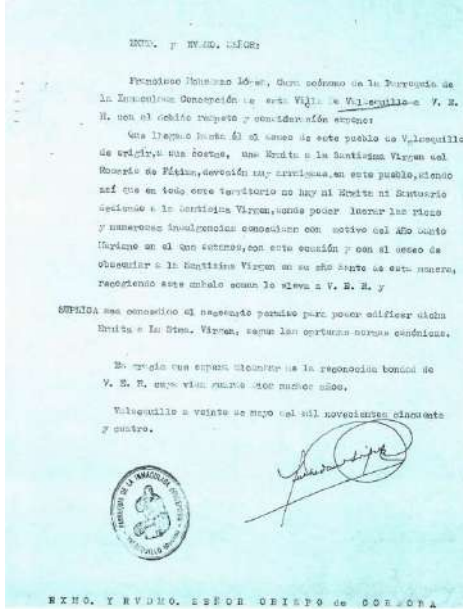 EXMO. y RVDMO. SEÑOR:
Francisco López, Cura ecónomo de la Parroquia de
la Inmaculada Concepción de esta Villa de Valsequillo a V. E.
R. con el debido respeto y consideración expone:
Que llegado hasta él el deseo de este pueblo de Valsequillo
de erigir, a sus costas, una Ermita a la Santísima Virgen del
Rosario de Fátima, devoción muy arraigada, en este pueblo, siendo
así que en todo este territorio no hay ni Ermita ni Santuario
dedicado a la Santísima Virgen, donde poder lucrar las ricas
y numerosas indulgencias concedidas con motivo del Año Santo
Mariano en el que estamos, con esta ocasión y con el deseo de
obsequiar a la Santísima Virgen en su año Santo de esta manera,
recogiendo este anhelo común lo eleva a V. E. R. y
SUPLICA sea concedido el necesario permiso para poder edificar dicha
Ermita a la Stma. Virgen, segun las oportunas normas canónicas.
Es gracia que espera alcanzar de la reconocida bondad de
V. E. R. cuya vida guarde Dios muchos años.
Valsequillo a veinte de mayo del mil novecientos cincuenta
y cuatro.
PARROQUIA DE LA INMACULADA CONCEPCION
VALSEQUILLO
EXMO. Y RVDMO. SEÑOR OBISPO de CORDOBA